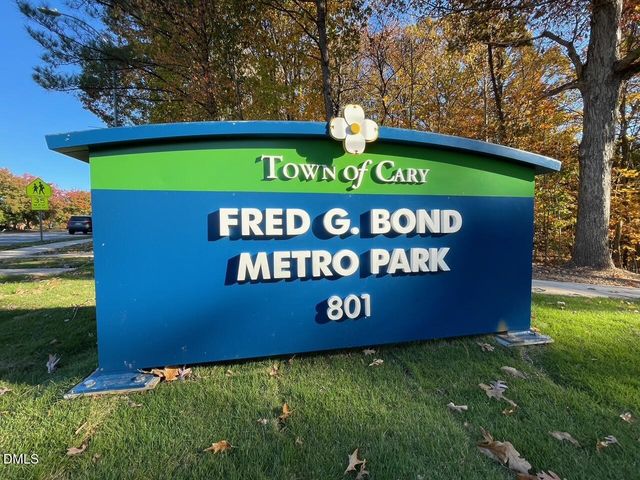 Town of Cary
FRED G. BOND
METRO PARK
801
DMLS